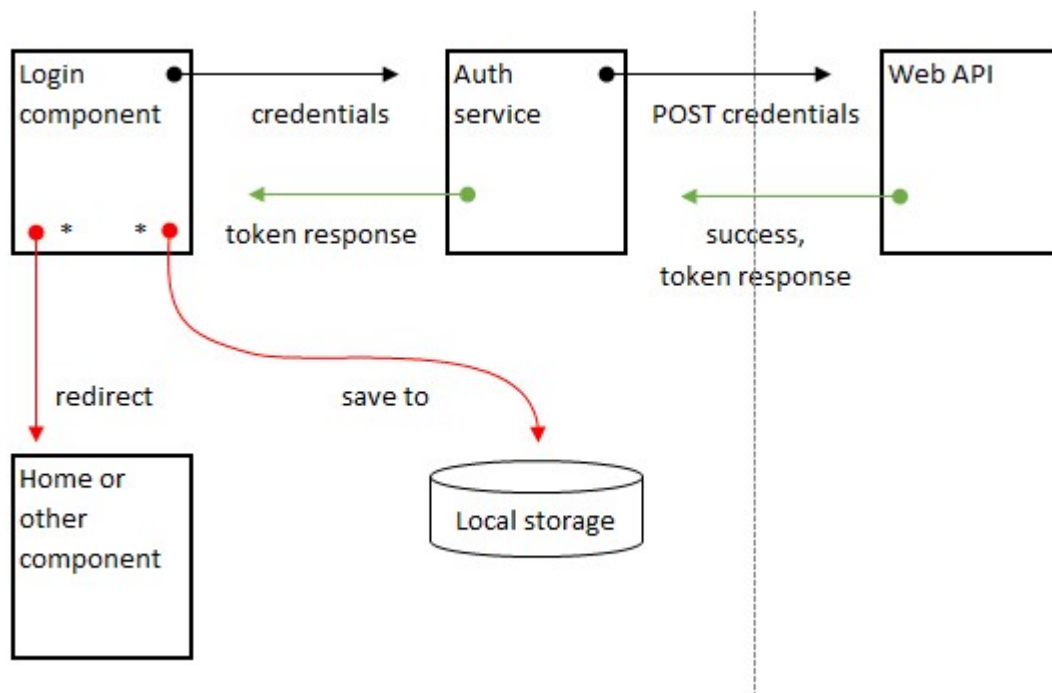 Login
component
credentials
Auth
service
POST credentials
Web API
* *
token response
success,
token response
redirect
save to
Home or
other
component
Local storage